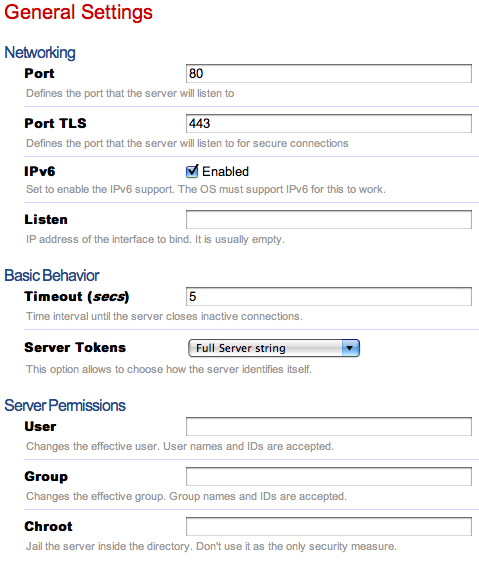 General Settings
Networking
Port 80
Defines the port that the server will listen to
Port TLS 443
Defines the port that the server will listen to for secure connections
IPv6 Enabled
Set to enable the IPv6 support. The OS must support IPv6 for this to work.
Listen
IP address of the interface to bind. It is usually empty.
Basic Behavior
Timeout (secs) 5
Time interval until the server closes inactive connections.
Server Tokens Full Server string
This option allows to choose how the server identifies itself.
Server Permissions
User
Changes the effective user. User names and IDs are accepted.
Group
Changes the effective group. Group names and IDs are accepted.
Chroot
Jail the server inside the directory. Don't use it as the only security measure.